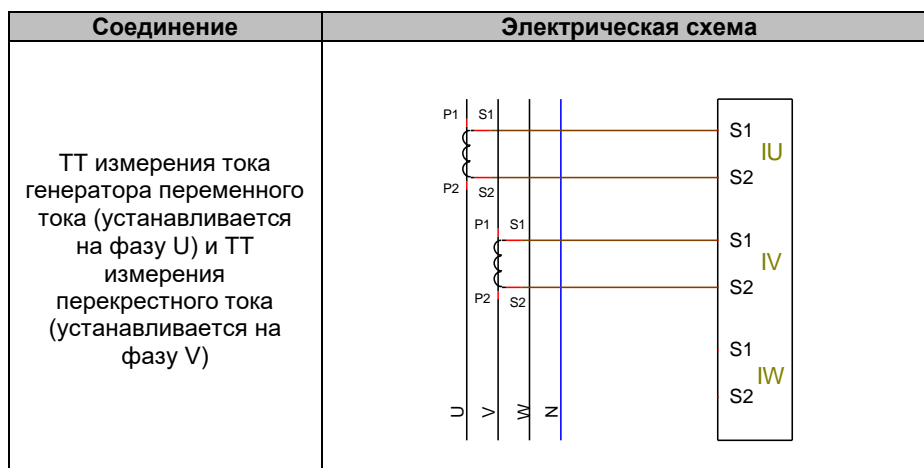 Соединение
Электрическая схема
ТТ измерения тока
генератора переменного
тока (устанавливается
на фазу U) и ТТ
измерения
перекрестного тока
(устанавливается на
фазу V)
P1 S1
P2 S2
P1 S1
P2 S2
U V W N
S1
IU
S2
S1
IV
S2
S1
IW
S2